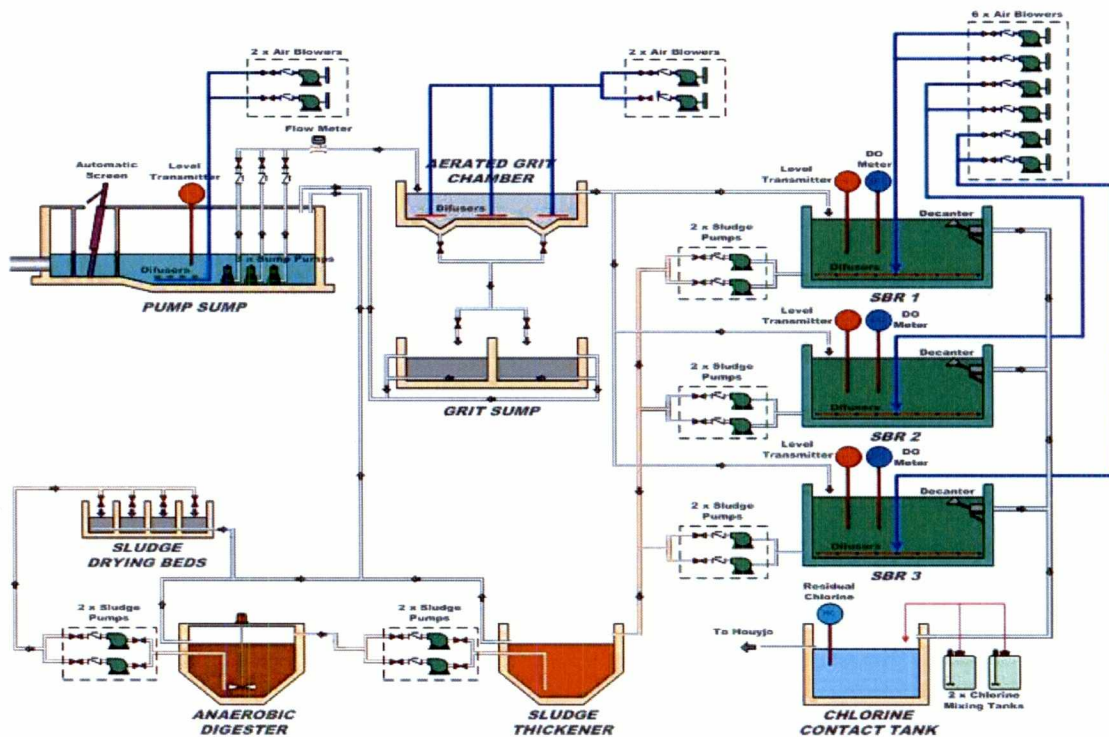 6 x Air Blowers
2 x Air Blowers
2 x Air Blowers
Flow Meter
Automatic
Screen
Level
Transmitter
AERATED GRIT
CHAMBER
Difusers
Difusers
3 x Sump Pumps
PUMP SUMP
GRIT SUMP
Level
Transmitter
DO
Meter
Decanter
Difusers
SBR 1
2 x Sludge
Pumps
Level
Transmitter
DO
Meter
Decanter
Difusers
SBR 2
2 x Sludge
Pumps
Level
Transmitter
DO
Meter
Decanter
Difusers
SBR 3
2 x Sludge
Pumps
SLUDGE
DRYING BEDS
2 x Sludge
Pumps
ANAEROBIC
DIGESTER
2 x Sludge
Pumps
SLUDGE
THICKENER
Residual
Chlorine
To Houyjo
CHLORINE
CONTACT TANK
2 x Chlorine
Mixing Tanks